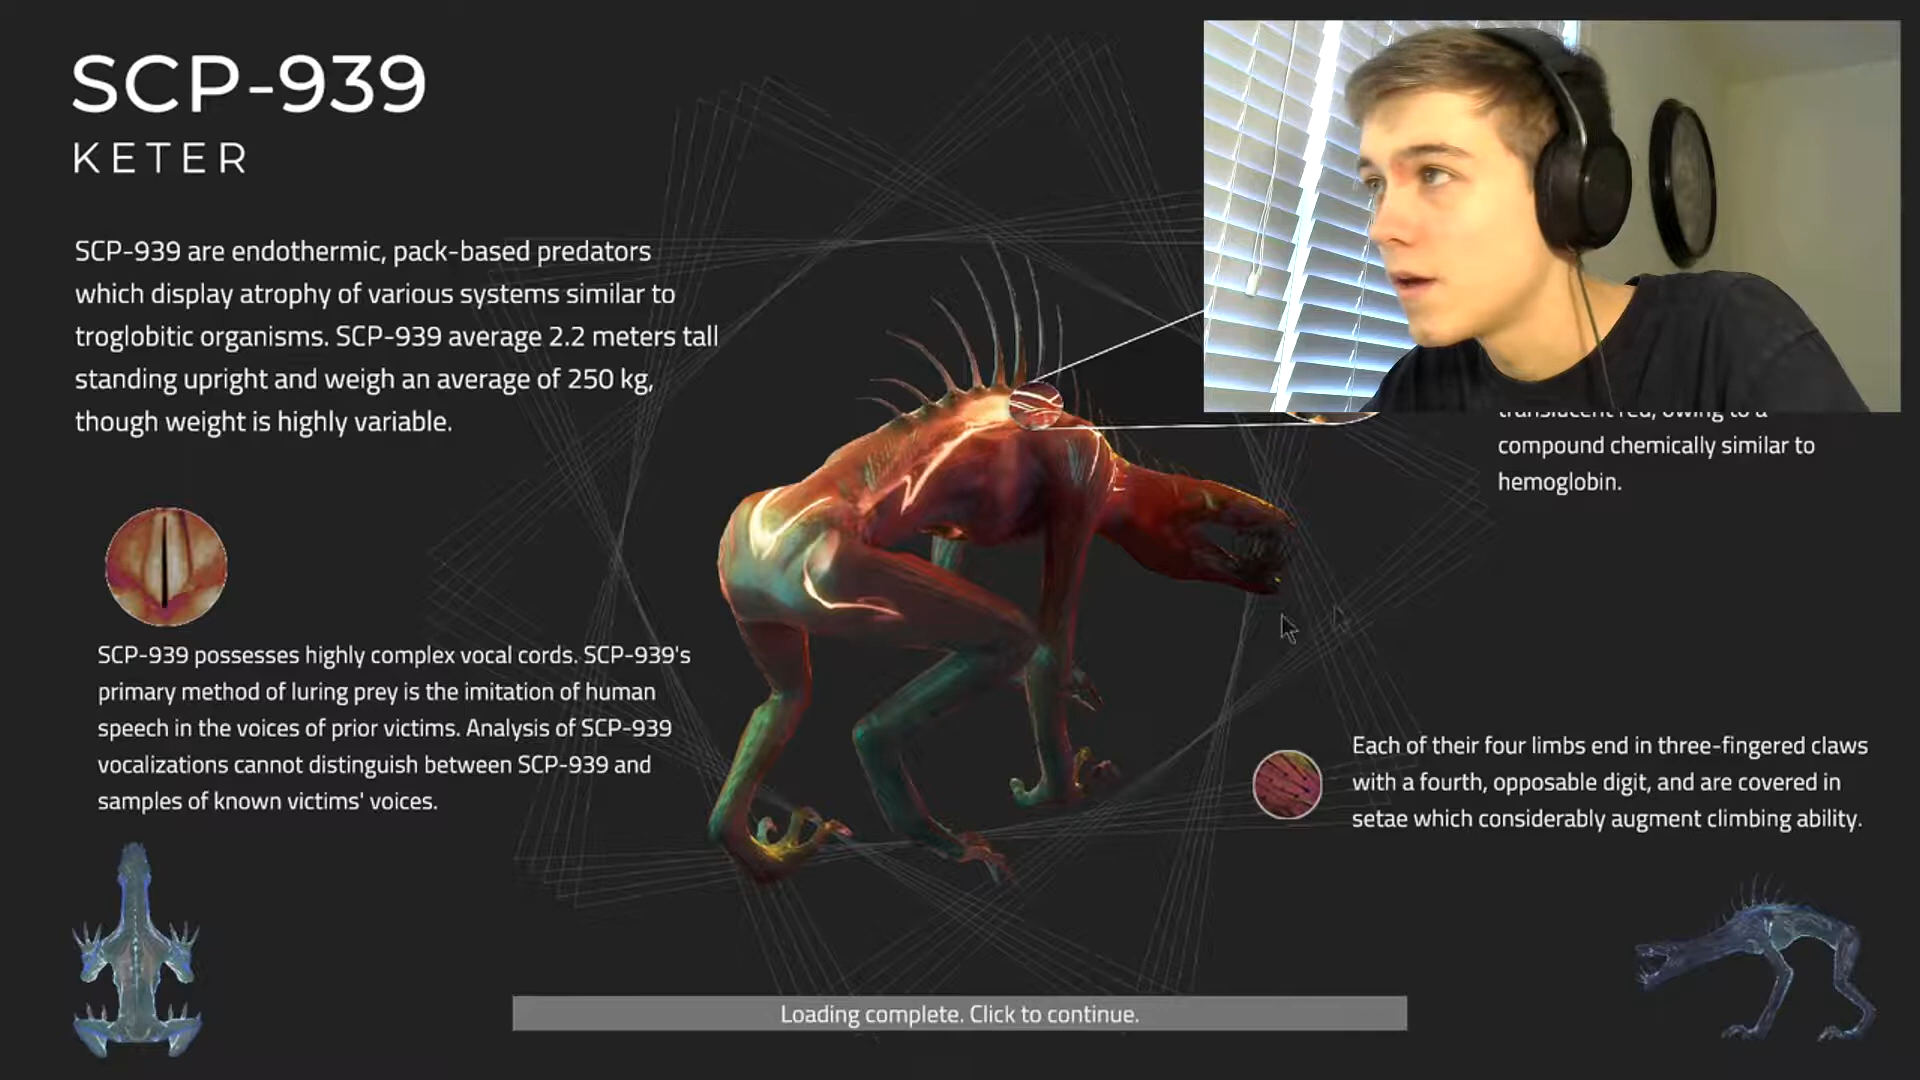 SCP-939
KETER
SCP-939 are endothermic, pack-based predators
which display atrophy of various systems similar to
troglobitic organisms. SCP-939 average 2.2 meters tall
standing upright and weigh an average of 250 kg,
though weight is highly variable.
translucent red, owing to a
compound chemically similar to
hemoglobin.
SCP-939 possesses highly complex vocal cords. SCP-939's
primary method of luring prey is the imitation of human
speech in the voices of prior victims. Analysis of SCP-939
vocalizations cannot distinguish between SCP-939 and
samples of known victims' voices.
Each of their four limbs end in three-fingered claws
with a fourth, opposable digit, and are covered in
setae which considerably augment climbing ability.
Loading complete. Click to continue.